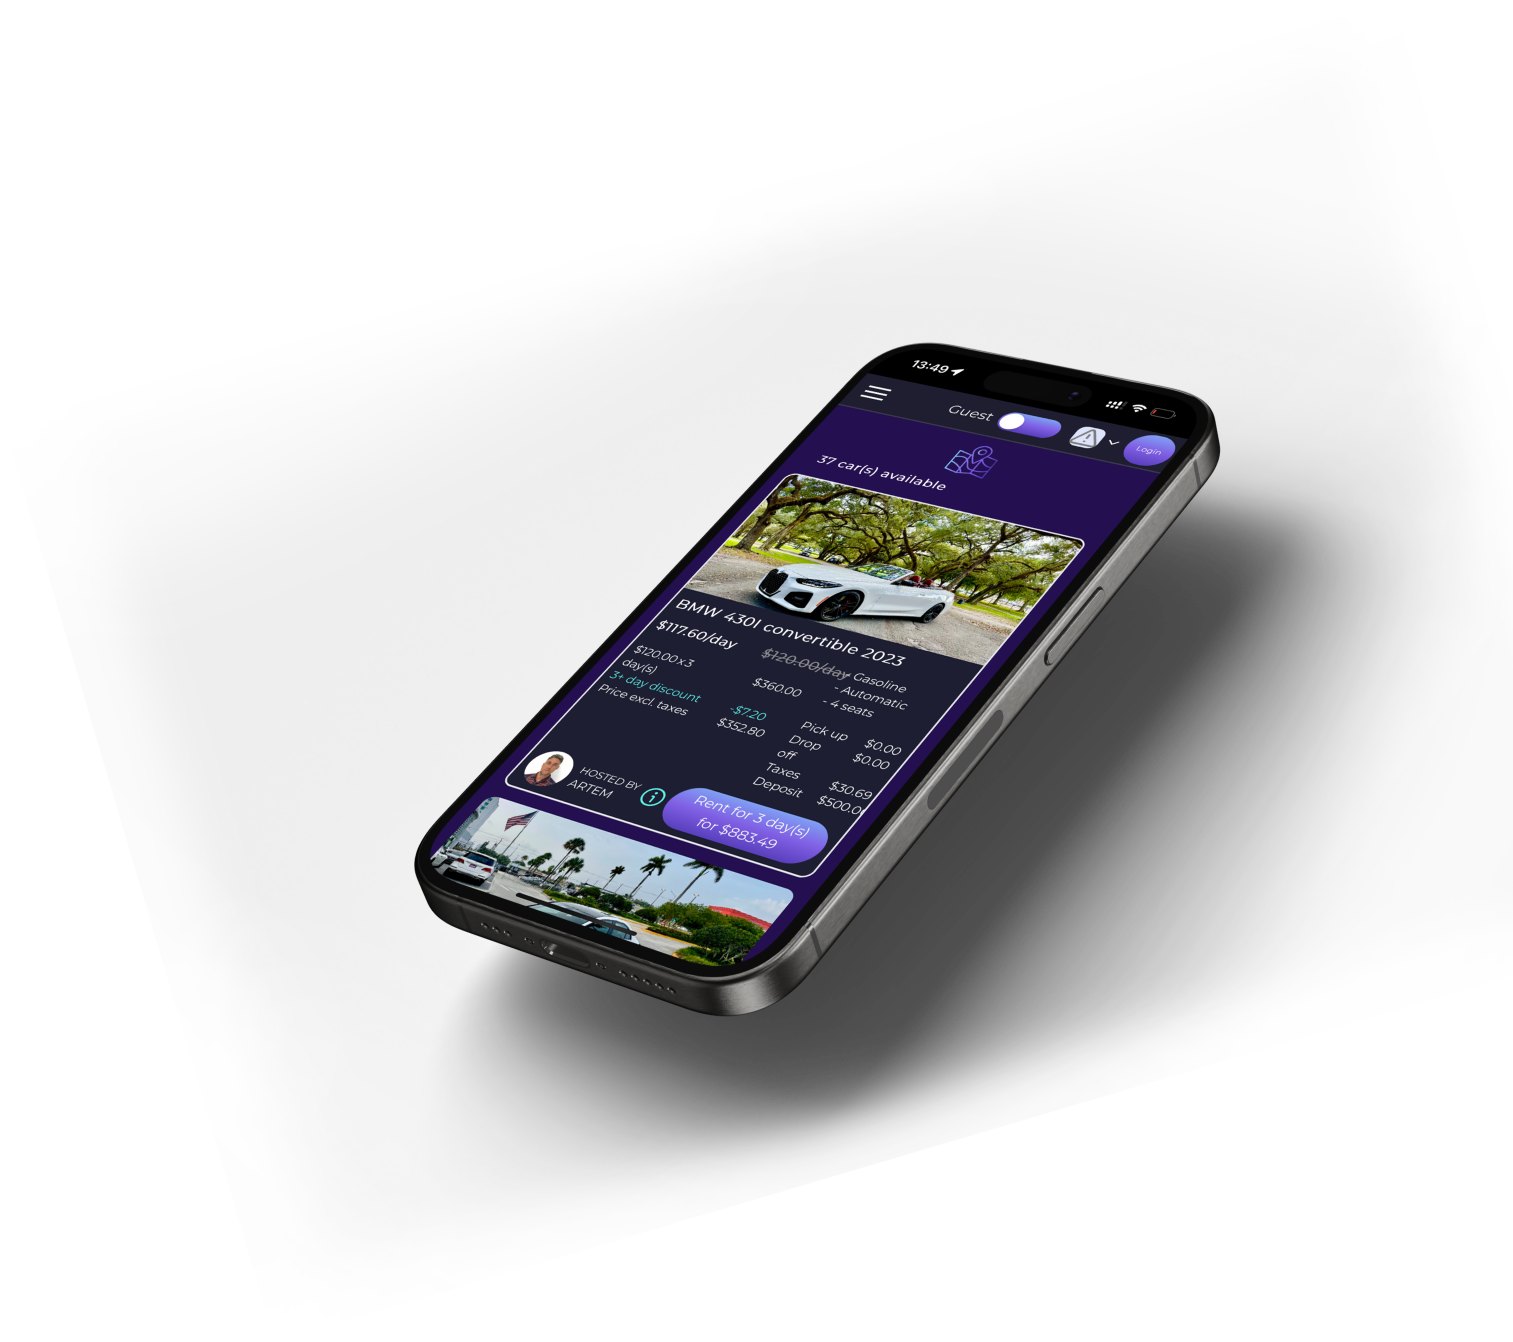 13:49
Guest
Login
37 car(s) available
BMW 430I convertible 2023
$117.60/day
$120.00/day
- Gasoline
- Automatic
- 4 seats
$120.00x3
day(s)
$360.00
3+ day discount
-$7.20
Price excl. taxes
$352.80
Pick up
$0.00
Drop
off
$0.00
Taxes
$30.69
Deposit
$500.00
HOSTED BY
ARTEM
Rent for 3 day(s)
for $883.49